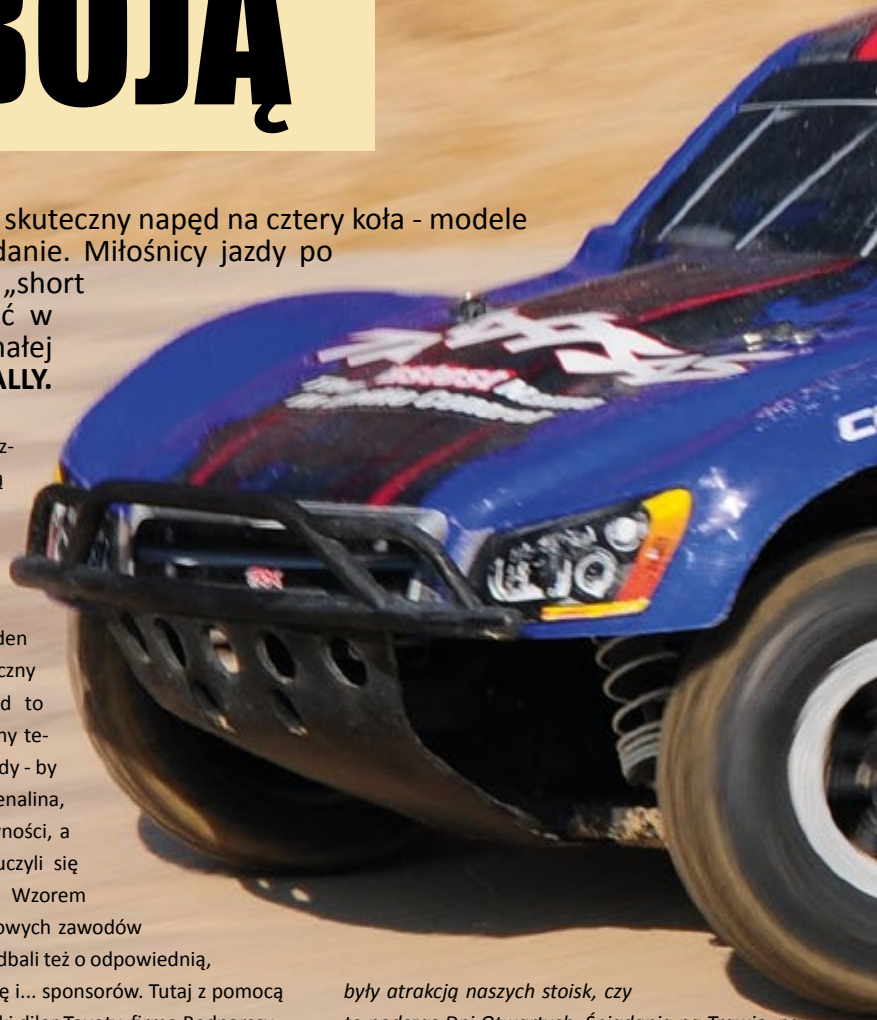 BOJĄ
skuteczny napęd na cztery koła - modele
danie. Miłośnicy jazdy po
„short
ć w
ałej
ALLY.
z-
ą
den
czny
d to
ny te-
dy - by
enalina,
ności, a
uczyli się
Wzorem
owych zawodów
dbali też o odpowiednią,
ę i... sponsorów. Tutaj z pomocą
były atrakcją naszych stoisk, czy